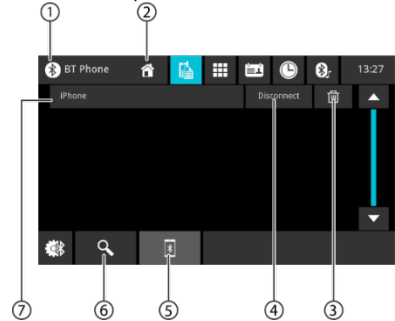 ① ②
BT Phone 13:27
iPhone Disconnect
⑦ ⑥ ⑤ ④ ③